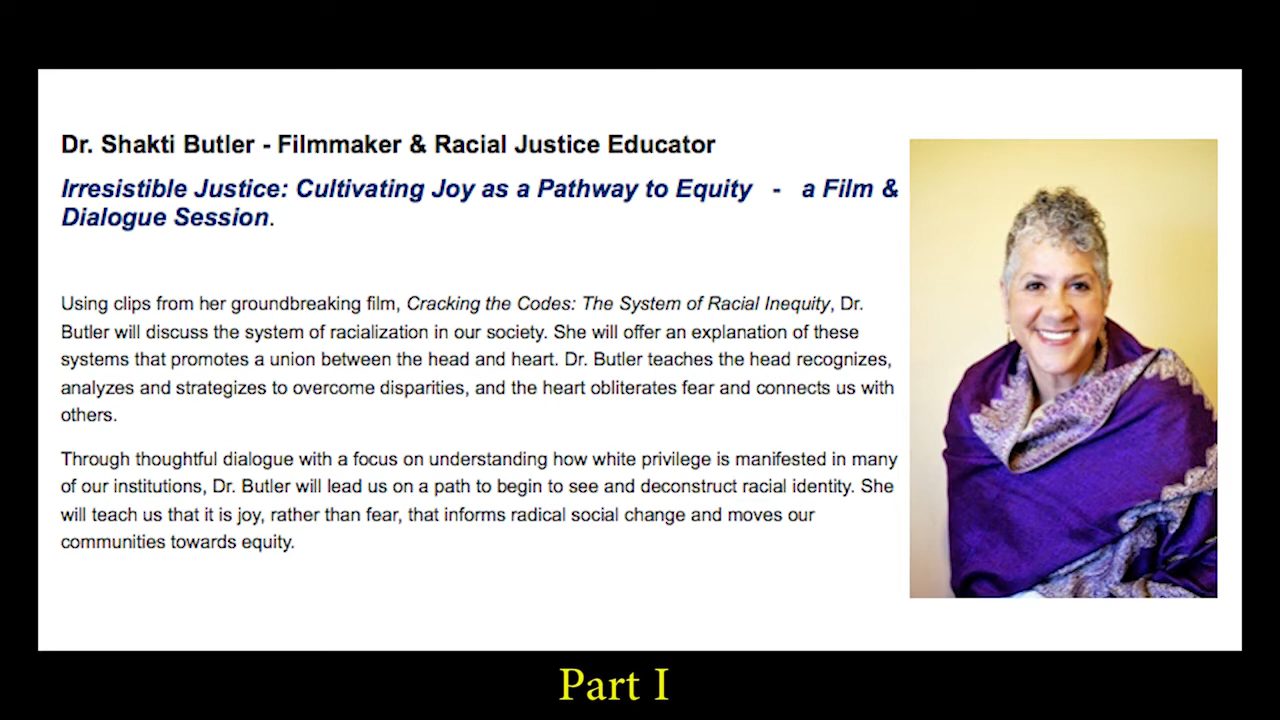 Dr. Shakti Butler - Filmmaker & Racial Justice Educator
Irresistible Justice: Cultivating Joy as a Pathway to Equity - a Film &
Dialogue Session.
Using clips from her groundbreaking film, Cracking the Codes: The System of Racial Inequity, Dr.
Butler will discuss the system of racialization in our society. She will offer an explanation of these
systems that promotes a union between the head and heart. Dr. Butler teaches the head recognizes,
analyzes and strategizes to overcome disparities, and the heart obliterates fear and connects us with
others.
Through thoughtful dialogue with a focus on understanding how white privilege is manifested in many
of our institutions, Dr. Butler will lead us on a path to begin to see and deconstruct racial identity. She
will teach us that it is joy, rather than fear, that informs radical social change and moves our
communities towards equity.
Part I